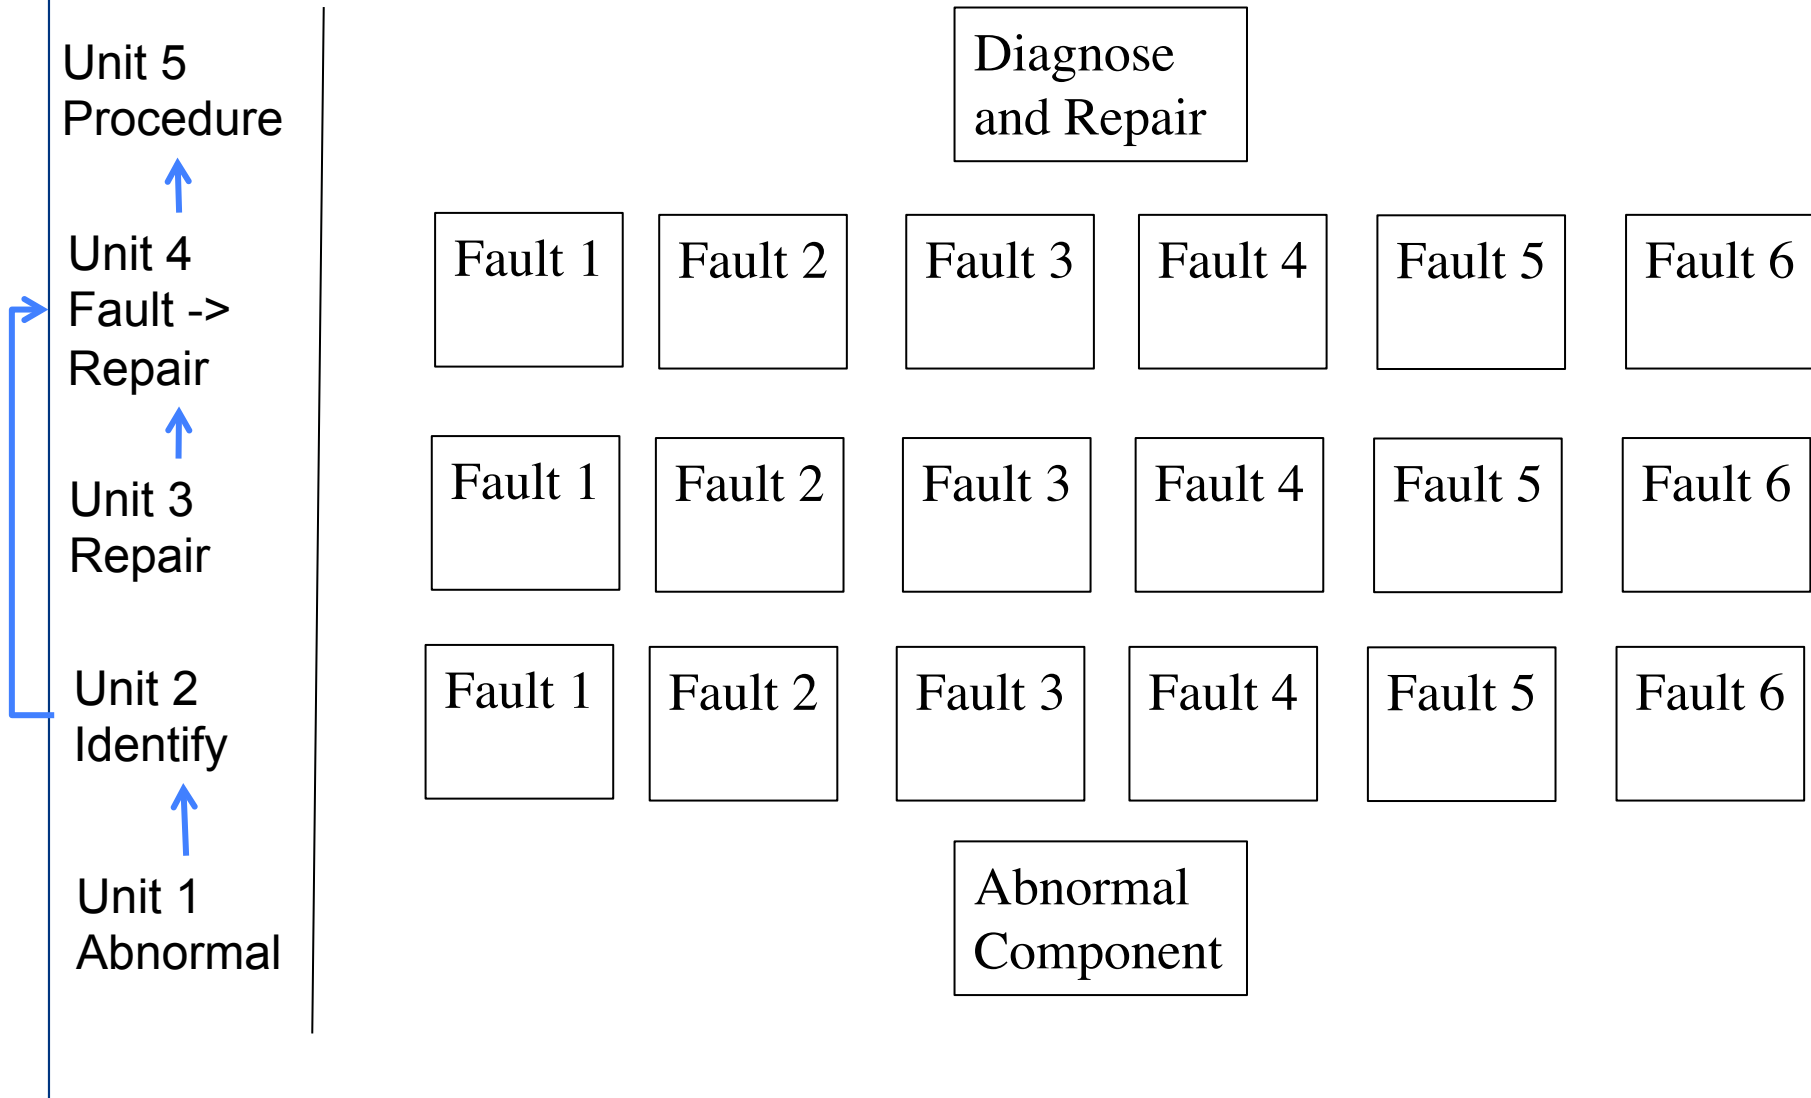 Unit 5
Procedure
Diagnose
and Repair
Unit 4
Fault ->
Repair
Fault 1
Fault 2
Fault 3
Fault 4
Fault 5
Fault 6
Unit 3
Repair
Fault 1
Fault 2
Fault 3
Fault 4
Fault 5
Fault 6
Unit 2
Identify
Fault 1
Fault 2
Fault 3
Fault 4
Fault 5
Fault 6
Unit 1
Abnormal
Abnormal
Component